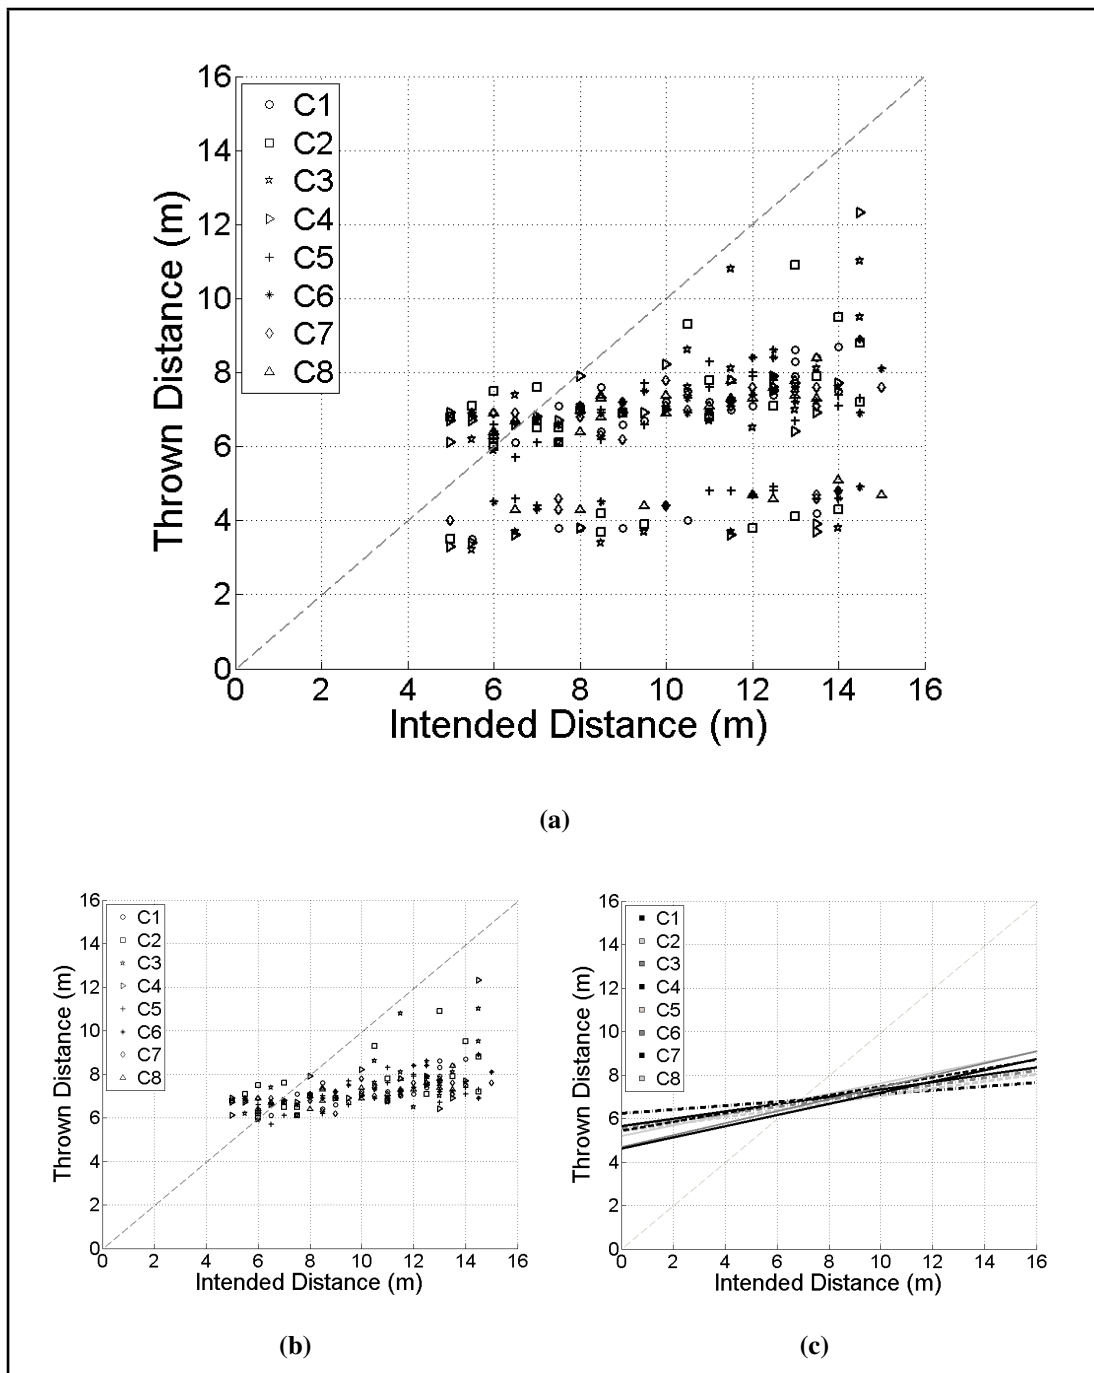 16
14
12
10
8
6
4
2
0
Thrown Distance (m)
C1
C2
C3
C4
C5
C6
C7
C8
0 2 4 6 8 10 12 14 16
Intended Distance (m)
(a)
16
14
12
10
8
6
4
2
0
Thrown Distance (m)
C1
C2
C3
C4
C5
C6
C7
C8
0 2 4 6 8 10 12 14 16
Intended Distance (m)
(b)
16
14
12
10
8
6
4
2
0
Thrown Distance (m)
C1
C2
C3
C4
C5
C6
C7
C8
0 2 4 6 8 10 12 14 16
Intended Distance (m)
(c)